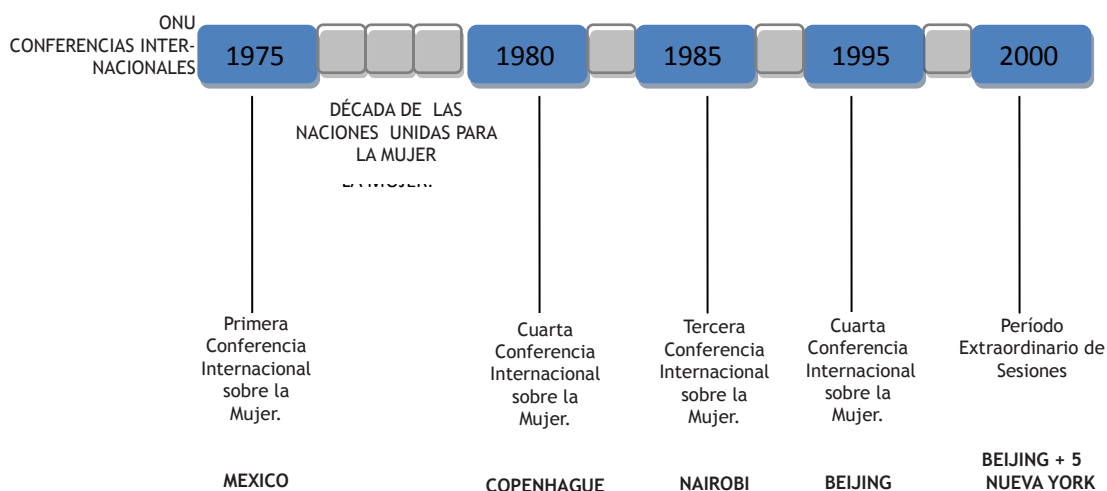 ONU
CONFERENCIAS INTER-
NACIONALES
1975
1980
1985
1995
2000
DÉCADA DE LAS
NACIONES UNIDAS PARA
LA MUJER
LA MUJER.
Primera
Conferencia
Internacional
sobre la
Mujer.
MEXICO
Cuarta
Conferencia
Internacional
sobre la
Mujer.
COPENHAGUE
Tercera
Conferencia
Internacional
sobre la
Mujer.
NAIROBI
Cuarta
Conferencia
Internacional
sobre la
Mujer.
BEIJING
Período
Extraordinario de
Sesiones
BEIJING + 5
NUEVA YORK